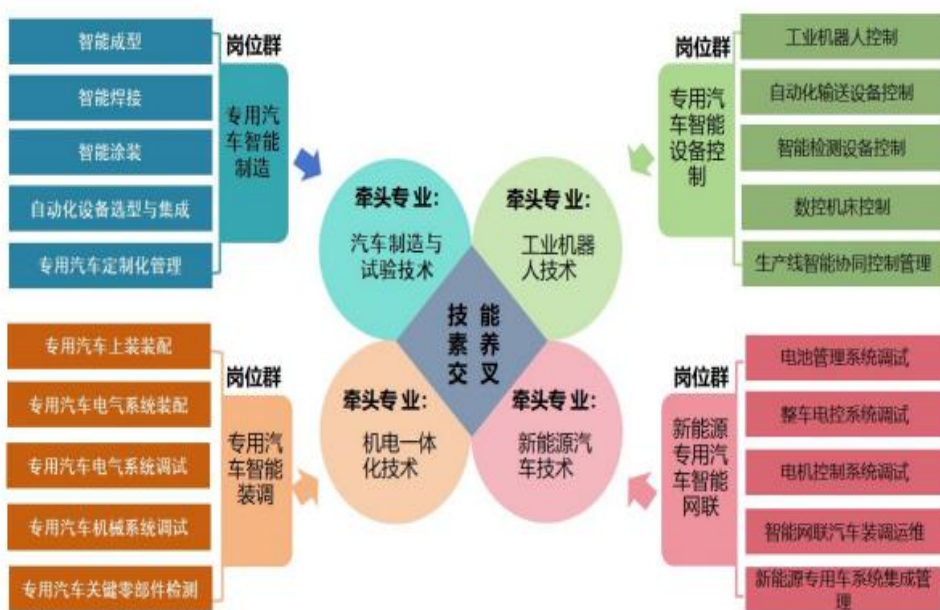 智能成型
智能焊接
智能涂装
自动化设备选型与集成
专用汽车定制化管理
岗位群
专用汽
车智能
制造
岗位群
专用汽
车智能
设备控
制
工业机器人控制
自动化输送设备控制
智能检测设备控制
数控机床控制
生产线智能协同控制管理
牵头专业:
汽车制造与
试验技术
牵头专业:
工业机器
人技术
技 能
素 养
交 叉
牵头专业:
机电一体
化技术
牵头专业:
新能源汽
车技术
专用汽车上装装配
专用汽车电气系统装配
专用汽车电气系统调试
专用汽车机械系统调试
专用汽车关键零部件检测
岗位群
专用汽
车智能
装调
岗位群
新能源
专用汽
车智能
网联
电池管理系统调试
整车电控系统调试
电机控制系统调试
智能网联汽车装调运维
新能源专用车系统集成管
理